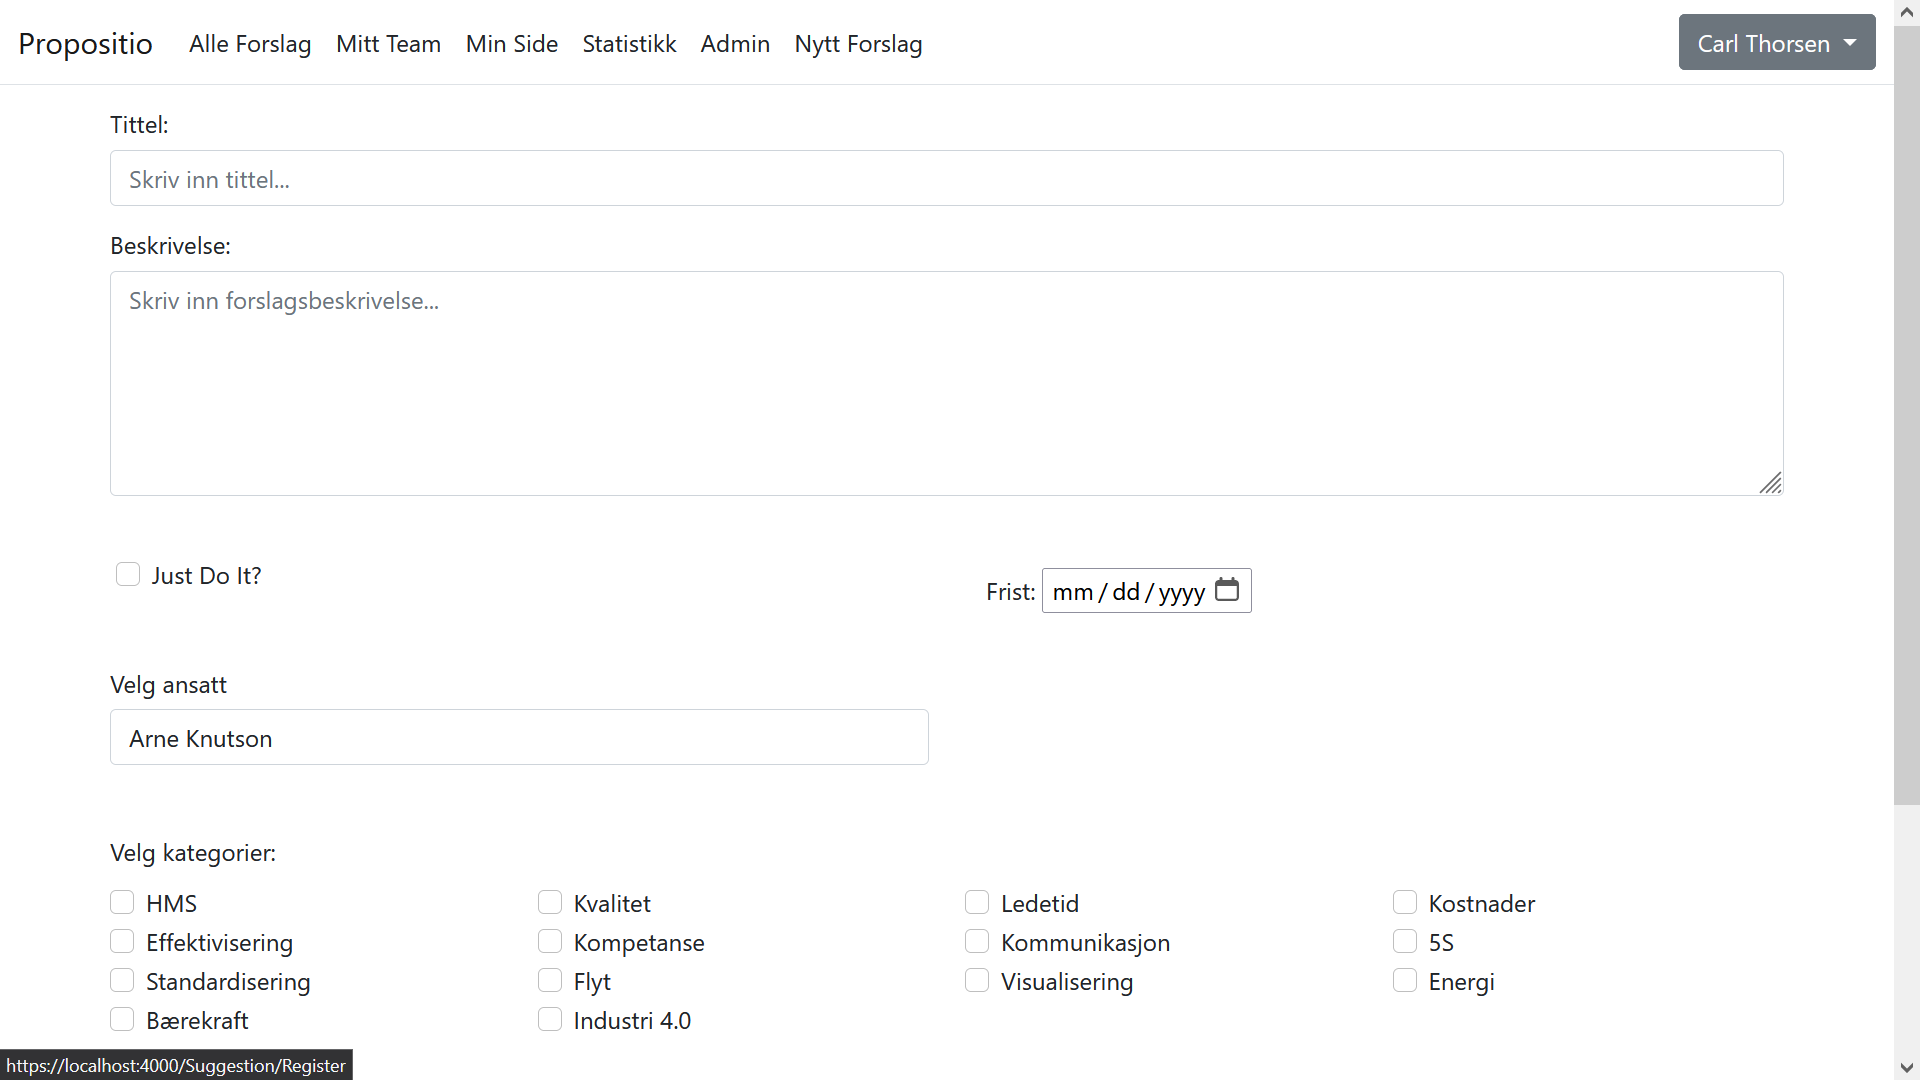 Propositio Alle Forslag Mitt Team Min Side Statistikk Admin Nytt Forslag Carl Thorsen
Tittel:
Skriv inn tittel...
Beskrivelse:
Skriv inn forslagsbeskrivelse...
Just Do It?
Frist: mm/dd/yyyy
Velg ansatt
Arne Knutson
Velg kategorier:
HMS Kvalitet Ledetid Kostnader
Effektivisering Kompetanse Kommunikasjon 5S
Standardisering Flyt Visualisering Energi
Bærekraft Industri 4.0
https://localhost:4000/Suggestion/Register